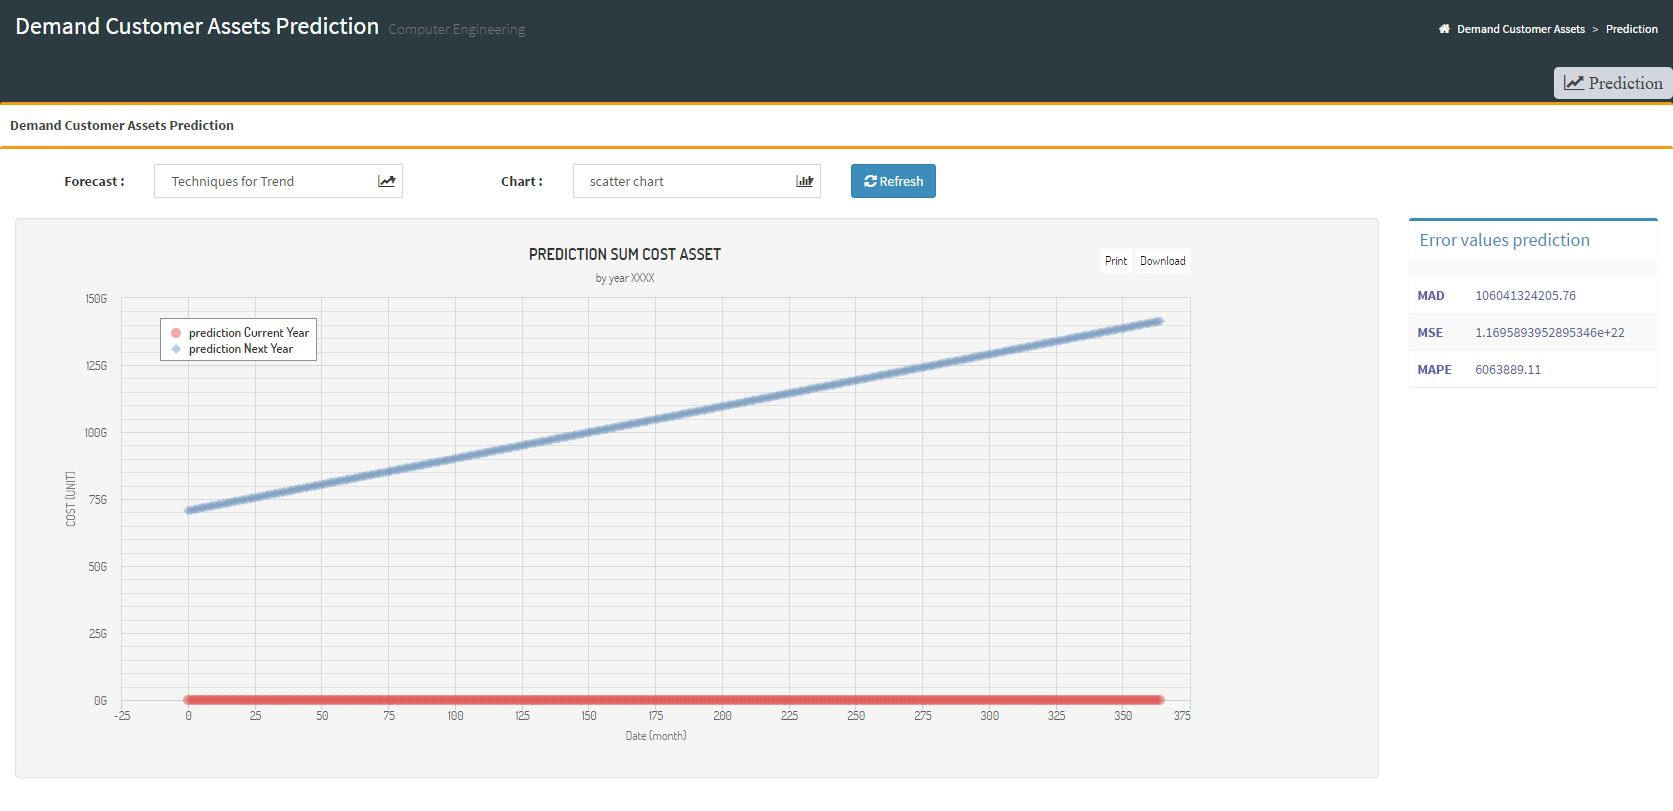 Demand Customer Assets Prediction Computer Engineering
Demand Customer Assets > Prediction
Prediction
Demand Customer Assets Prediction
Forecast : Techniques for Trend Chart : scatter chart Refresh
PREDICTION SUM COST ASSET
by year XXXX
Print Download
prediction Current Year
prediction Next Year
150G
125G
100G
75G
50G
25G
0G
COST (UNIT)
-25 0 25 50 75 100 125 150 175 200 225 250 275 300 325 350 375
Date (month)
Error values prediction
MAD 106041324205.76
MSE 1.1695893952895346e+22
MAPE 6063889.11